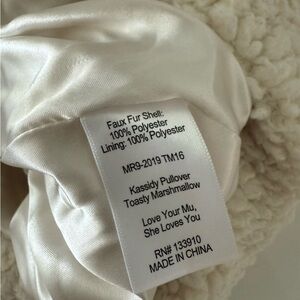 Faux Fur Shell:
100% Polyester
Lining: 100% Polyester
MR9-2019 TM16
Kassidy Pullover
Toasty Marshmallow
Love Your Mu,
She Loves You
RN# 133910
MADE IN CHINA